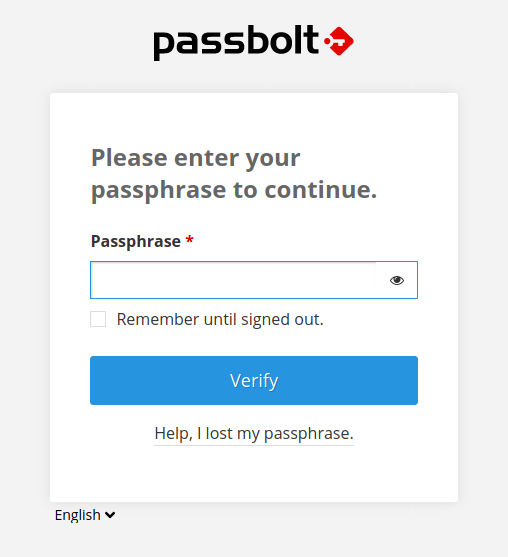 passbolt
Please enter your
passphrase to continue.
Passphrase *
Remember until signed out.
Verify
Help, I lost my passphrase.
English